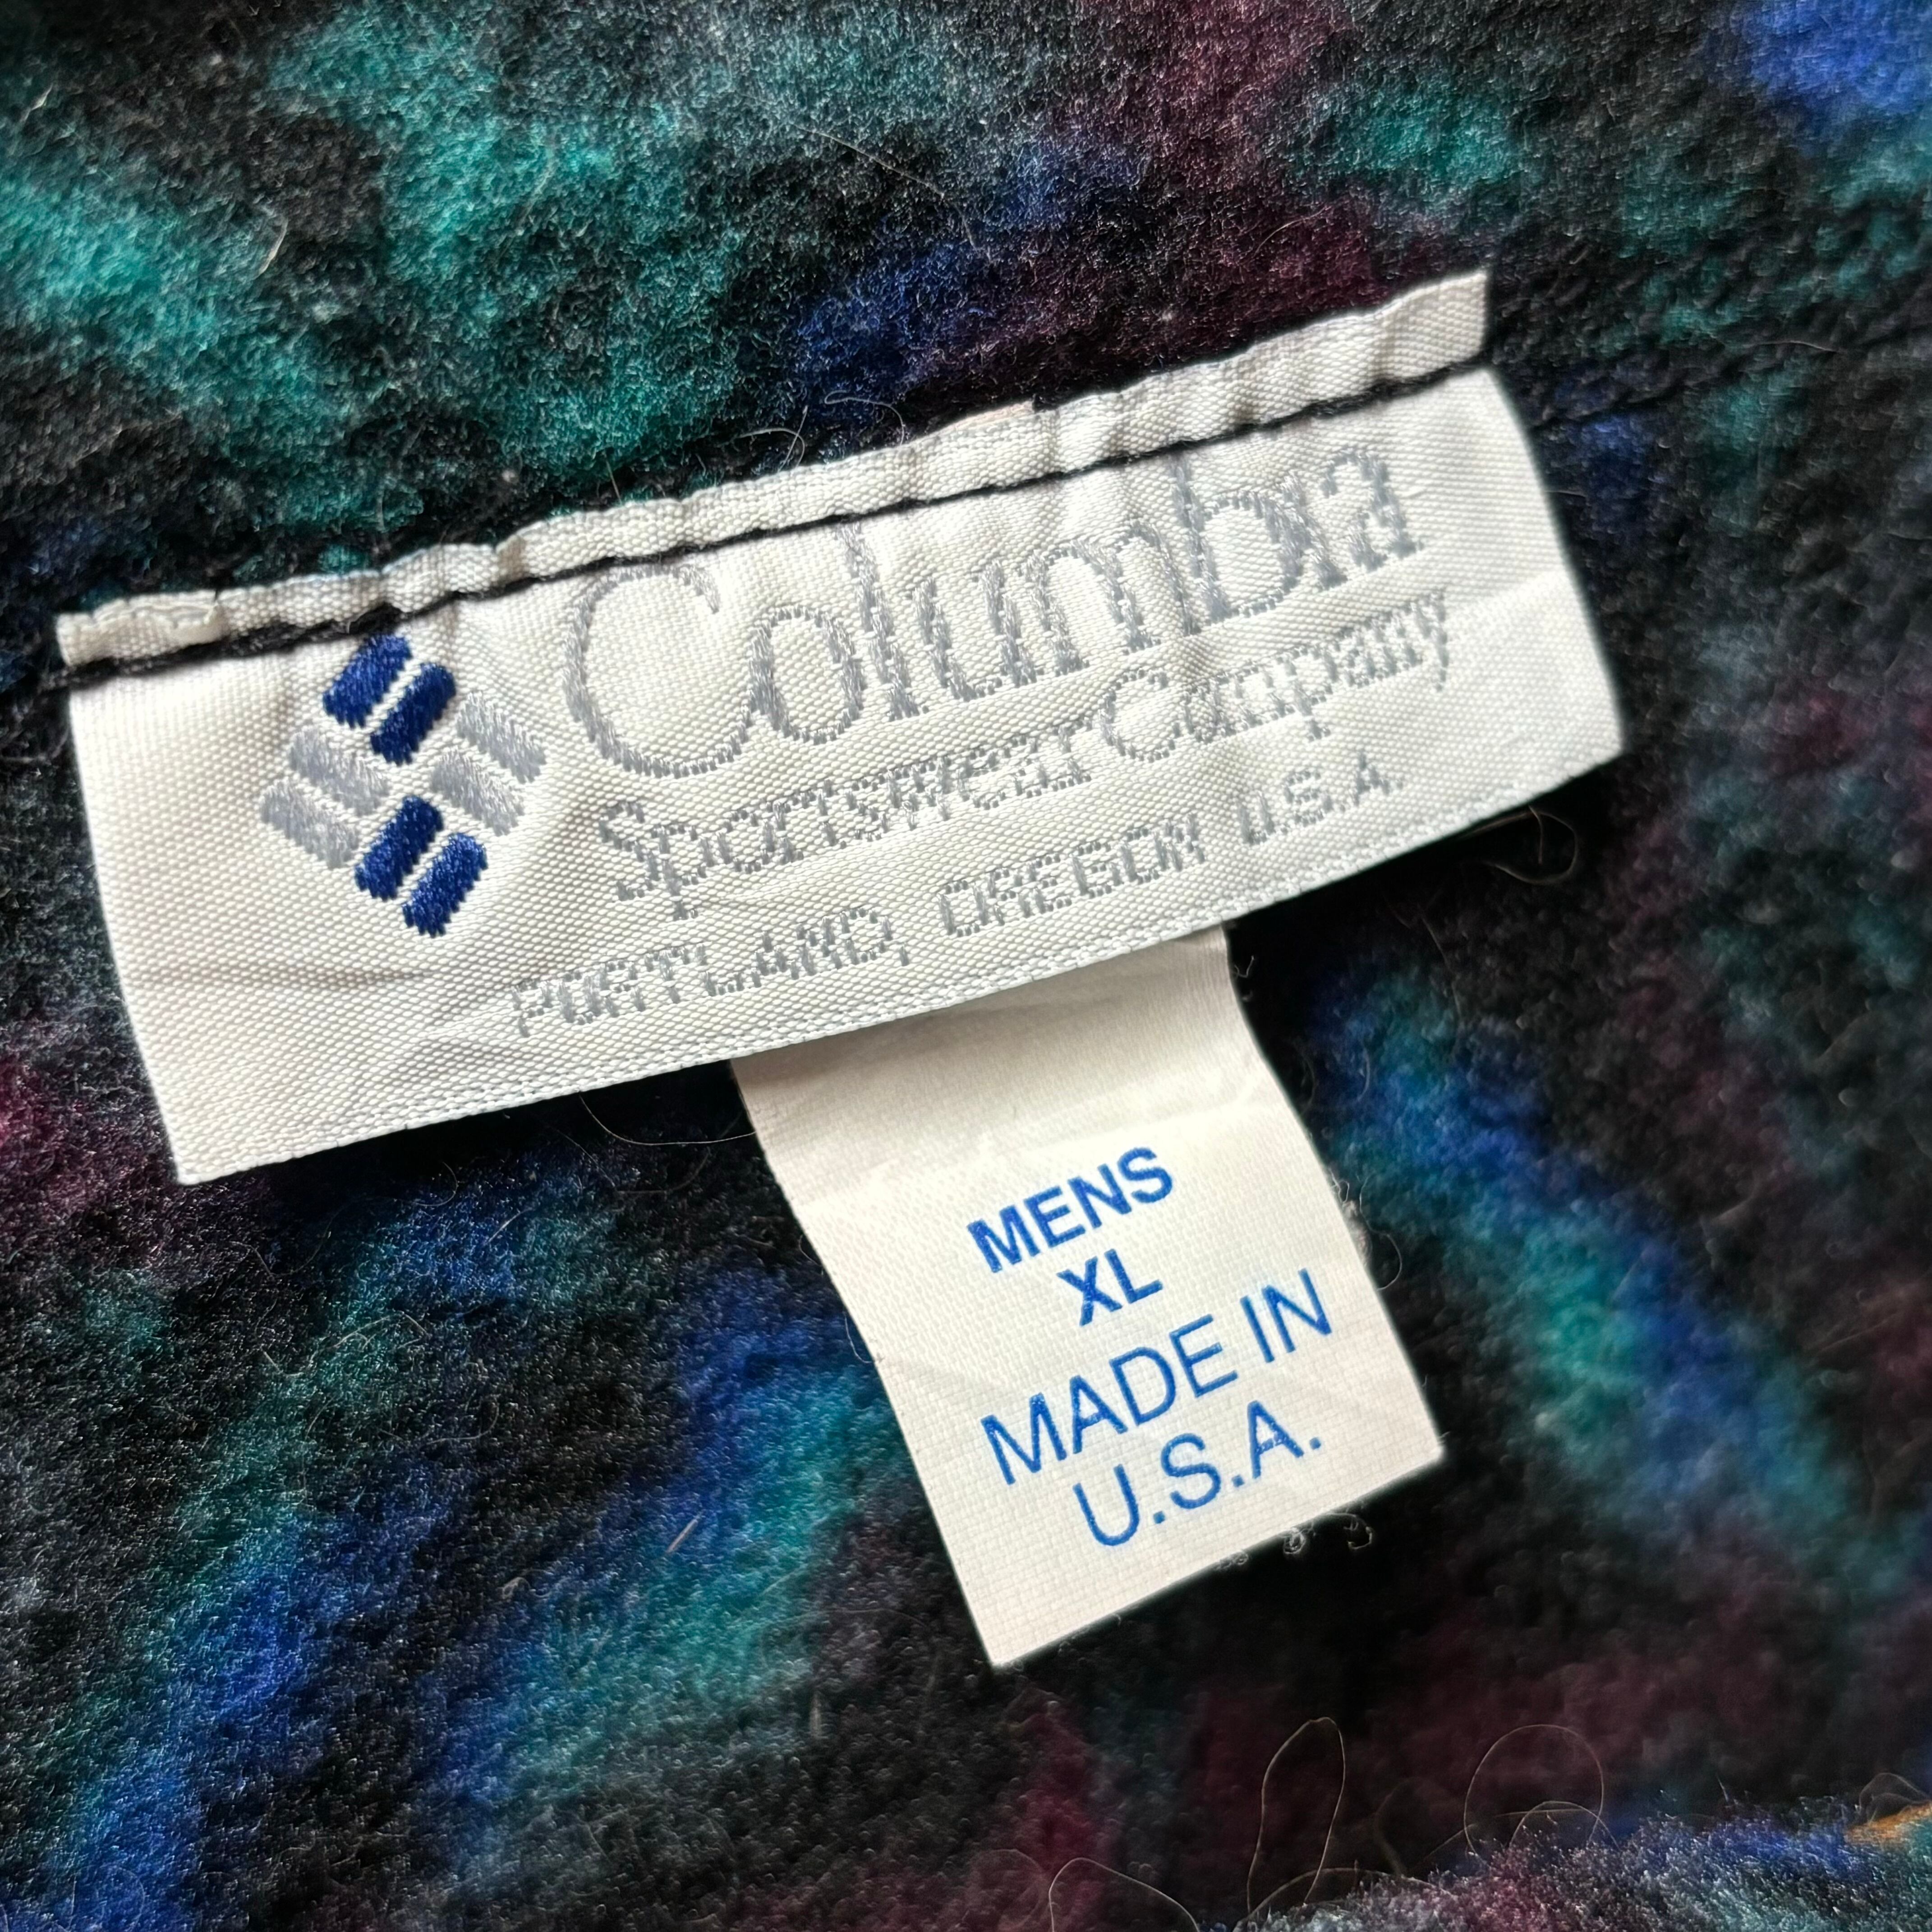 Columbia
Sportswear Company
PORTLAND, OREGON U.S.A.
MENS
XL
MADE IN
U.S.A.